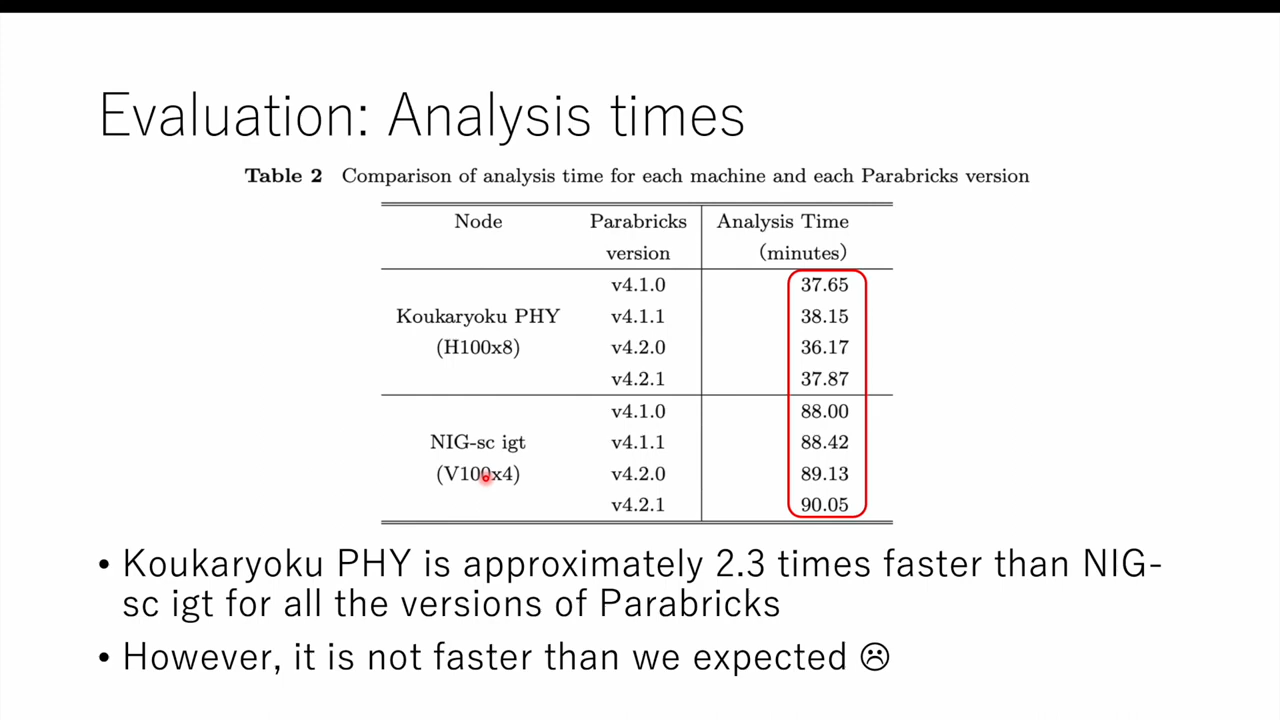 Evaluation: Analysis times
Table 2 Comparison of analysis time for each machine and each Parabricks version
Node Parabricks Analysis Time
version (minutes)
v4.1.0 37.65
Koukaryoku PHY v4.1.1 38.15
(H100x8) v4.2.0 36.17
v4.2.1 37.87
v4.1.0 88.00
NIG-sc igt v4.1.1 88.42
(V100x4) v4.2.0 89.13
v4.2.1 90.05
• Koukaryoku PHY is approximately 2.3 times faster than NIG-
sc igt for all the versions of Parabricks
• However, it is not faster than we expected ☹